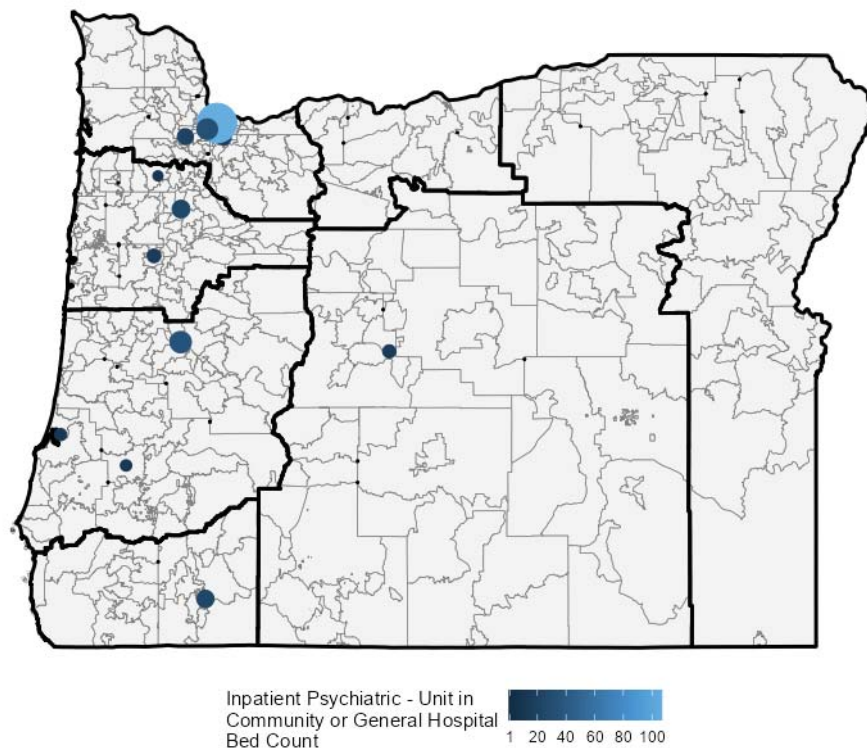 Inpatient Psychiatric - Unit in
Community or General Hospital
Bed Count
1 20 40 60 80 100